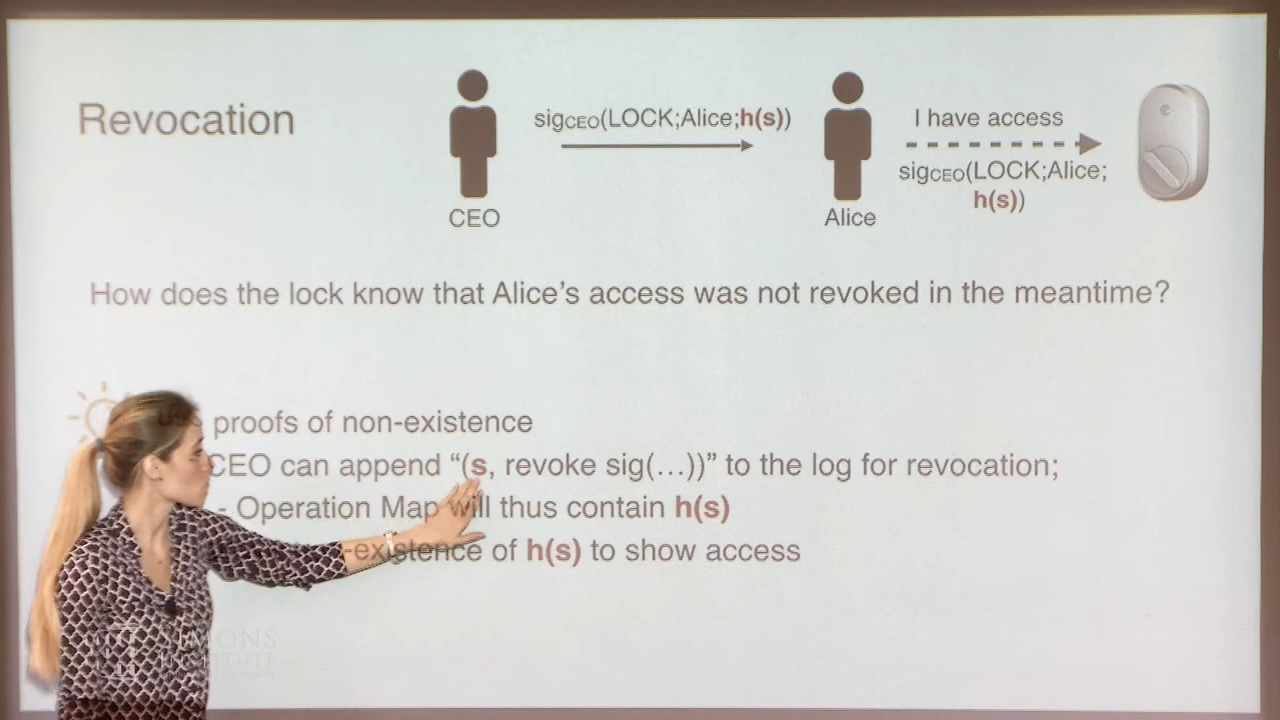 Revocation
sigCEO(LOCK;Alice;h(s))
I have access
sigCEO(LOCK;Alice;
h(s))
CEO
Alice
How does the lock know that Alice's access was not revoked in the meantime?
proofs of non-existence
CEO can append “(s, revoke sig(…))” to the log for revocation;
- Operation Map will thus contain h(s)
-existence of h(s) to show access
SIMONS
INSTITUTE